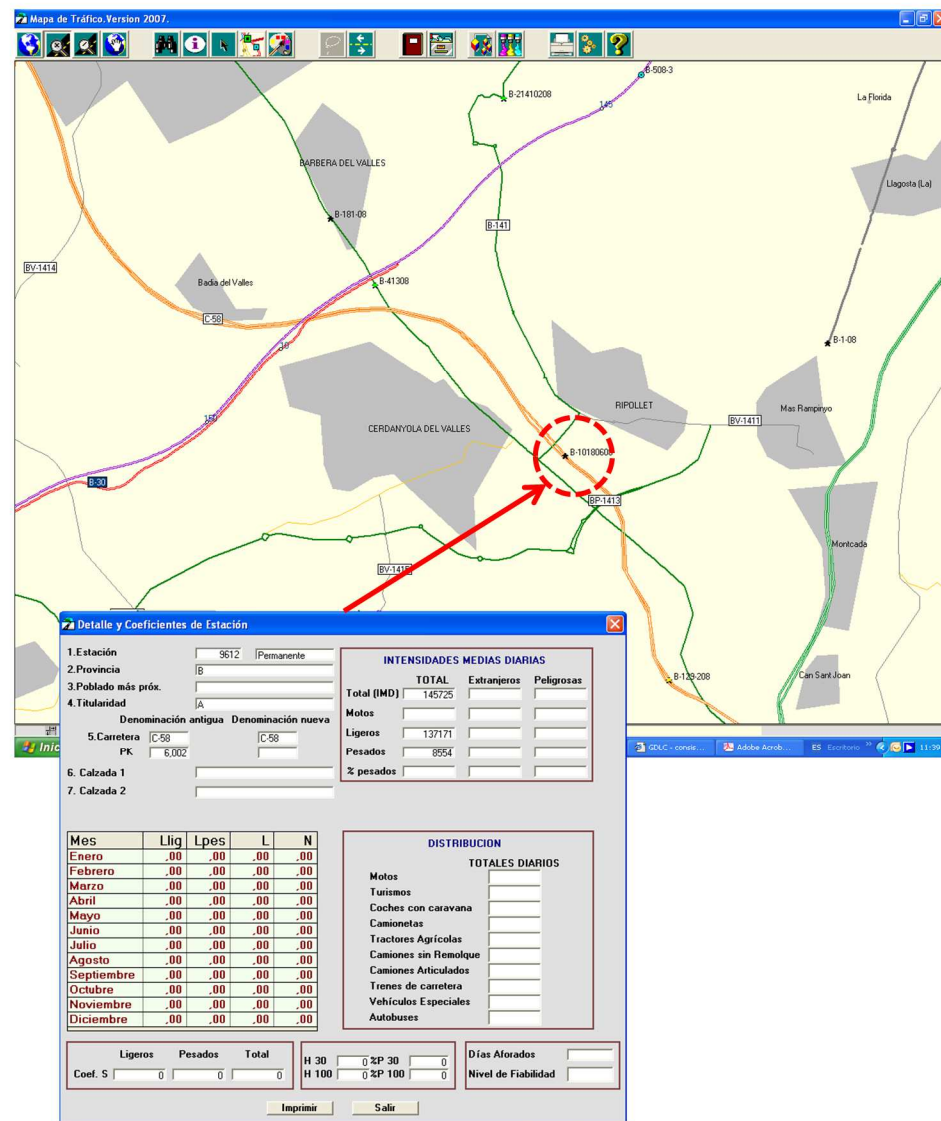 Mapa de Tráfico.Version 2007.
B-508-3
145
B-21410208
La Florida
BARBERA DEL VALLES
Llagosta (La)
B-181-08
B-141
BV-1414
Badia del Valles
B-41308
C-58
B-1-08
150
RIPOLLET
Mas Rampinyo
CERDANYOLA DEL VALLES
BV-1411
B-10180608
B-30
BP-1413
Montcada
BV-1415
B-129-208
Can Sant Joan
Inic
GDLC - consis...
Adobe Acrob...
ES
Escritorio
11:39
Detalle y Coeficientes de Estación
1.Estación 9612 Permanente
2.Provincia B
3.Poblado más próx.
4.Titularidad A
Denominación antigua Denominación nueva
5.Carretera C-58 C-58
PK 6,002
6. Calzada 1
7. Calzada 2
INTENSIDADES MEDIAS DIARIAS
TOTAL Extranjeros Peligrosas
Total (IMD) 145725
Motos
Ligeros 137171
Pesados 8554
% pesados
Mes Llig Lpes L N
Enero ,00 ,00 ,00 ,00
Febrero ,00 ,00 ,00 ,00
Marzo ,00 ,00 ,00 ,00
Abril ,00 ,00 ,00 ,00
Mayo ,00 ,00 ,00 ,00
Junio ,00 ,00 ,00 ,00
Julio ,00 ,00 ,00 ,00
Agosto ,00 ,00 ,00 ,00
Septiembre ,00 ,00 ,00 ,00
Octubre ,00 ,00 ,00 ,00
Noviembre ,00 ,00 ,00 ,00
Diciembre ,00 ,00 ,00 ,00
DISTRIBUCION
TOTALES DIARIOS
Motos
Turismos
Coches con caravana
Camionetas
Tractores Agrícolas
Camiones sin Remolque
Camiones Articulados
Trenes de carretera
Vehículos Especiales
Autobuses
Ligeros Pesados Total
Coef. S 0 0 0
H 30 0 %P 30 0
H 100 0 %P 100 0
Días Aforados
Nivel de Fiabilidad
Imprimir Salir